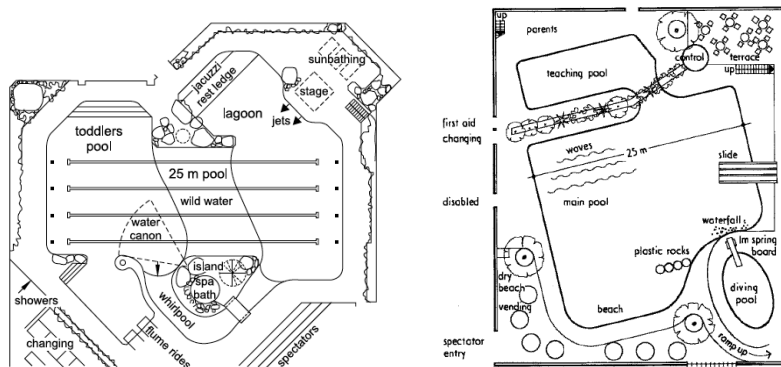 sunbathing
jacuzzi
rest ledge
stage
lagoon
jets
toddlers
pool
25 m pool
wild water
water
canon
island
spa
bath
whirlpool
showers
changing
flume rides
spectators
up
parents
control
terrace
up
teaching pool
first aid
changing
waves
25 m
slide
disabled
main pool
waterfall
1m spring
board
plastic rocks
diving
pool
dry
beach
vending
beach
spectator
entry
ramp up